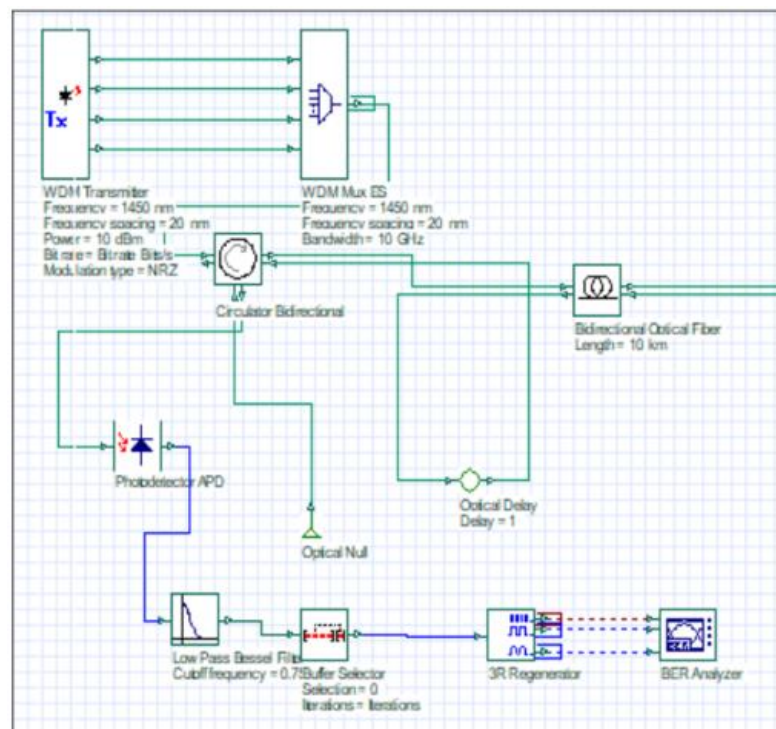 Tx
WDM Transmitter
Frequency = 1450 nm
Frequency spacing = 20 nm
Power = 10 dBm
Bitrate = Bitrate Bits/s
Modulation type = NRZ
WDM Mux ES
Frequency = 1450 nm
Frequency spacing = 20 nm
Bandwidth = 10 GHz
Circulator Bidirectional
Bidirectional Optical Fiber
Length = 10 km
Photodetector APD
Optical Null
Optical Delay
Delay = 1
Low Pass Bessel Filte
Cutoff frequency = 0.75
Buffer Selector
Selection = 0
Iterations = Iterations
3R Regenerator
BER Analyzer